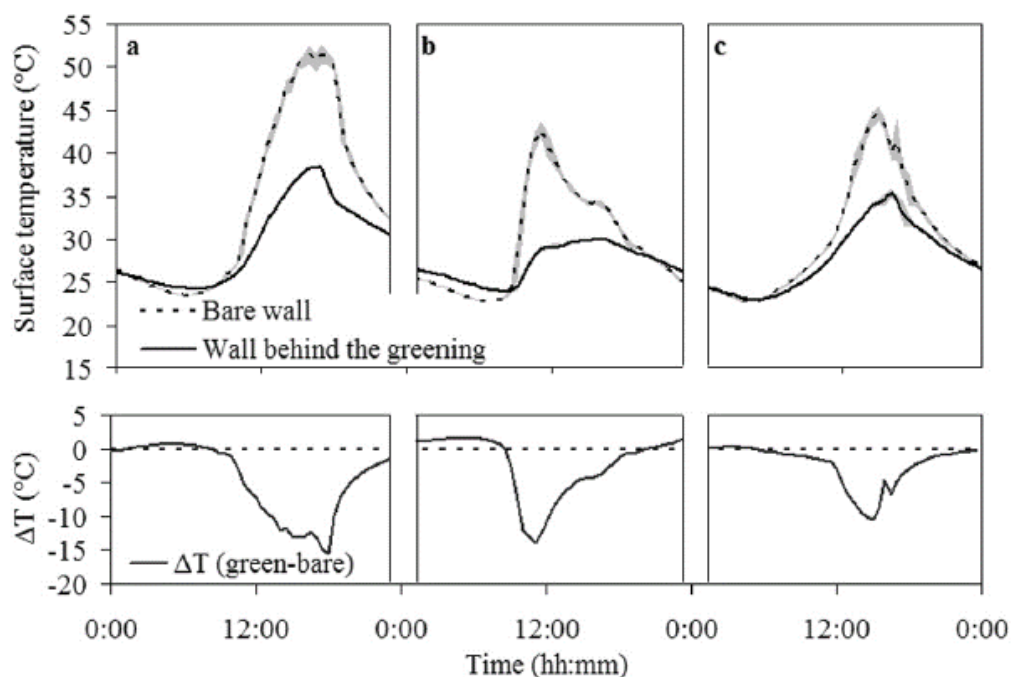 a
b
c
Surface temperature (°C)
55
50
45
40
35
30
25
20
15
Bare wall
Wall behind the greening
ΔT (°C)
5
0
-5
-10
-15
-20
ΔT (green-bare)
0:00 12:00 0:00 12:00 0:00 12:00 0:00
Time (hh:mm)